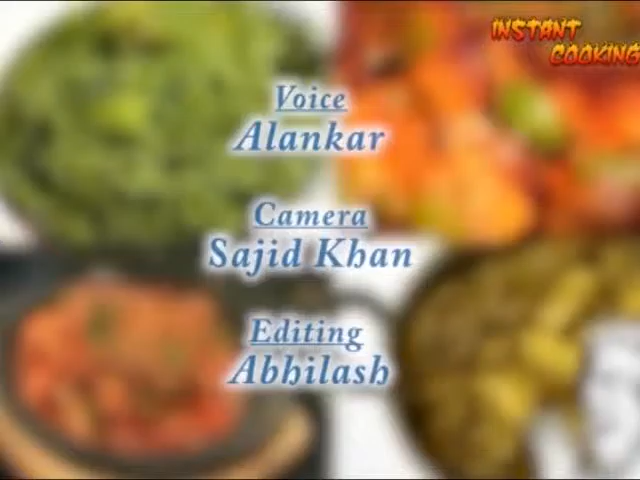 INSTANT
COOKING
Voice
Alankar
Camera
Sajid Khan
Editing
Abhilash